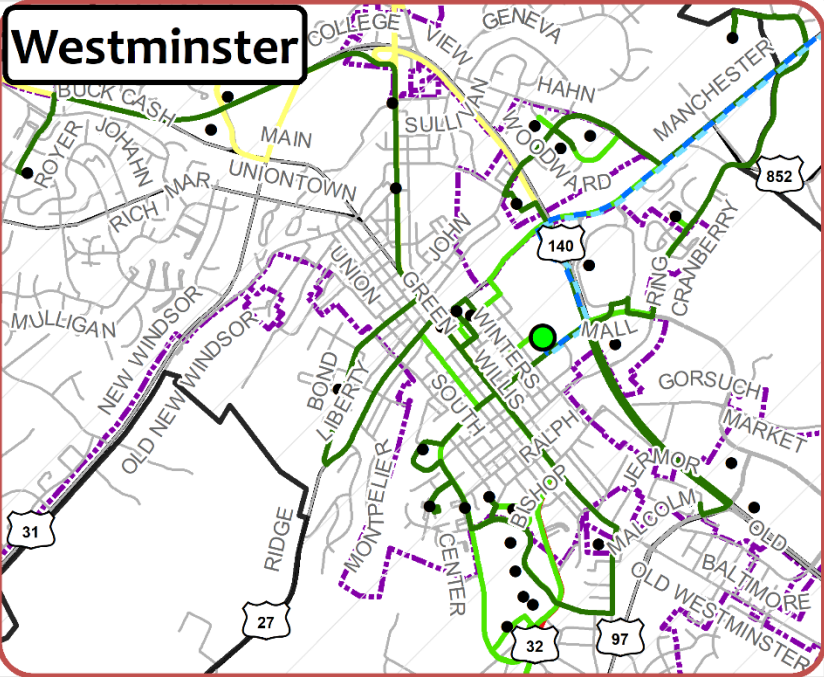 Westminster
COLLEGE
VIEW
GENEVA
HAHN
MANCHESTER
BUCK CASH
SULLIVAN
WOODWARD
ROYER
JOHAHN
MAIN
UNIONTOWN
852
RICH MAR
JOHN
140
CRANBERRY
RING
UNION
GREEN
MULLIGAN
NEW WINDSOR
OLD NEW WINDSOR
WINTERS
WILLIS
MALL
BOND
LIBERTY
SOUTH
GORSUCH
MARKET
RALPH
JERMOR
MONTPELIER
BISHOP
MALCOLM
OLD
31
RIDGE
CENTER
BALTIMORE
OLD WESTMINSTER
27
32
97